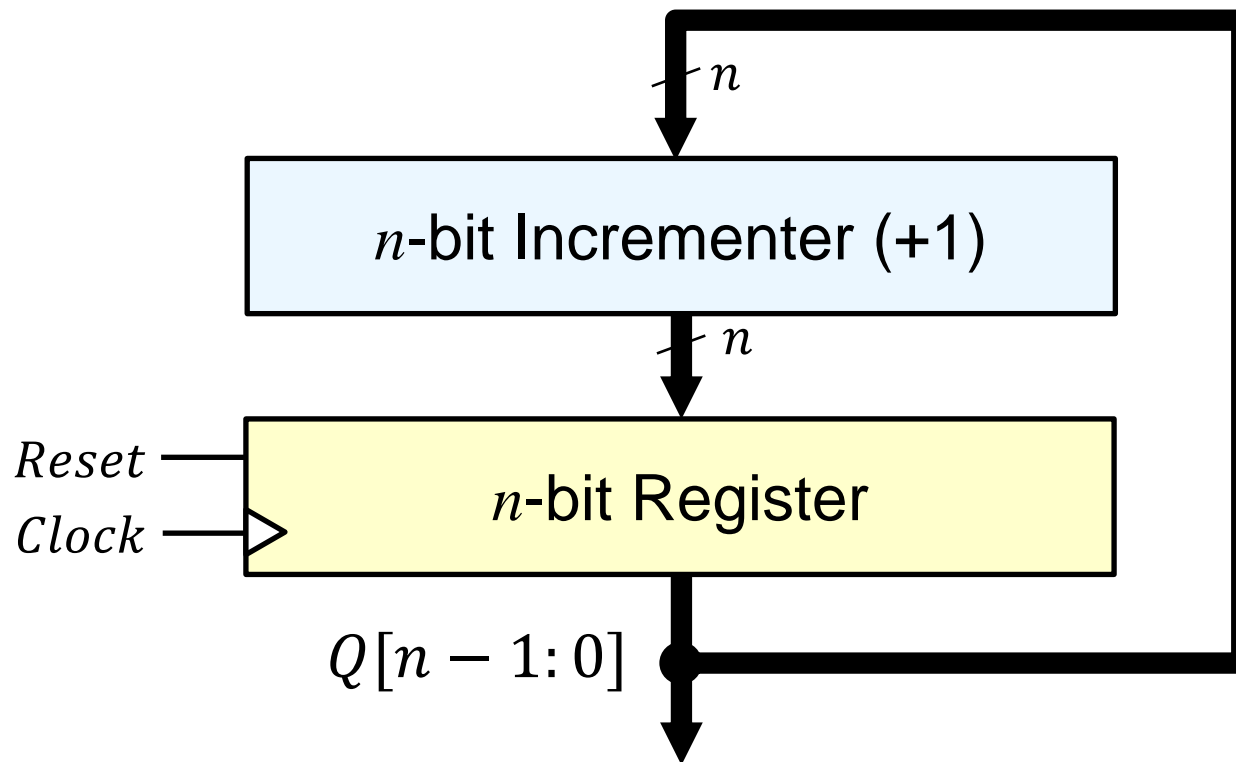 n
n-bit Incrementer (+1)
n
Reset
n-bit Register
Clock
Q[n − 1: 0]